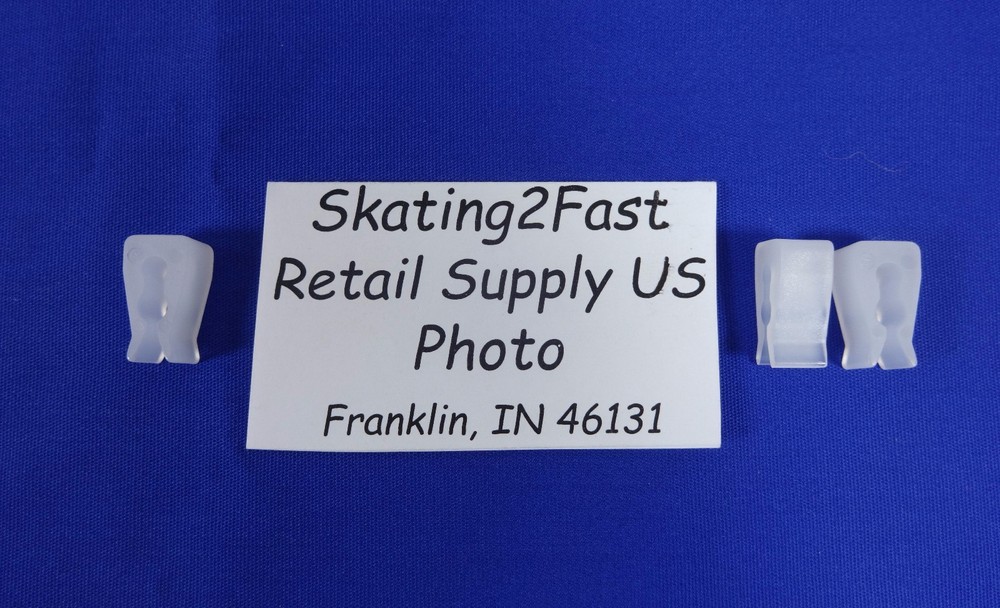 Skating2Fast
Retail Supply US
Photo
Franklin, IN 46131